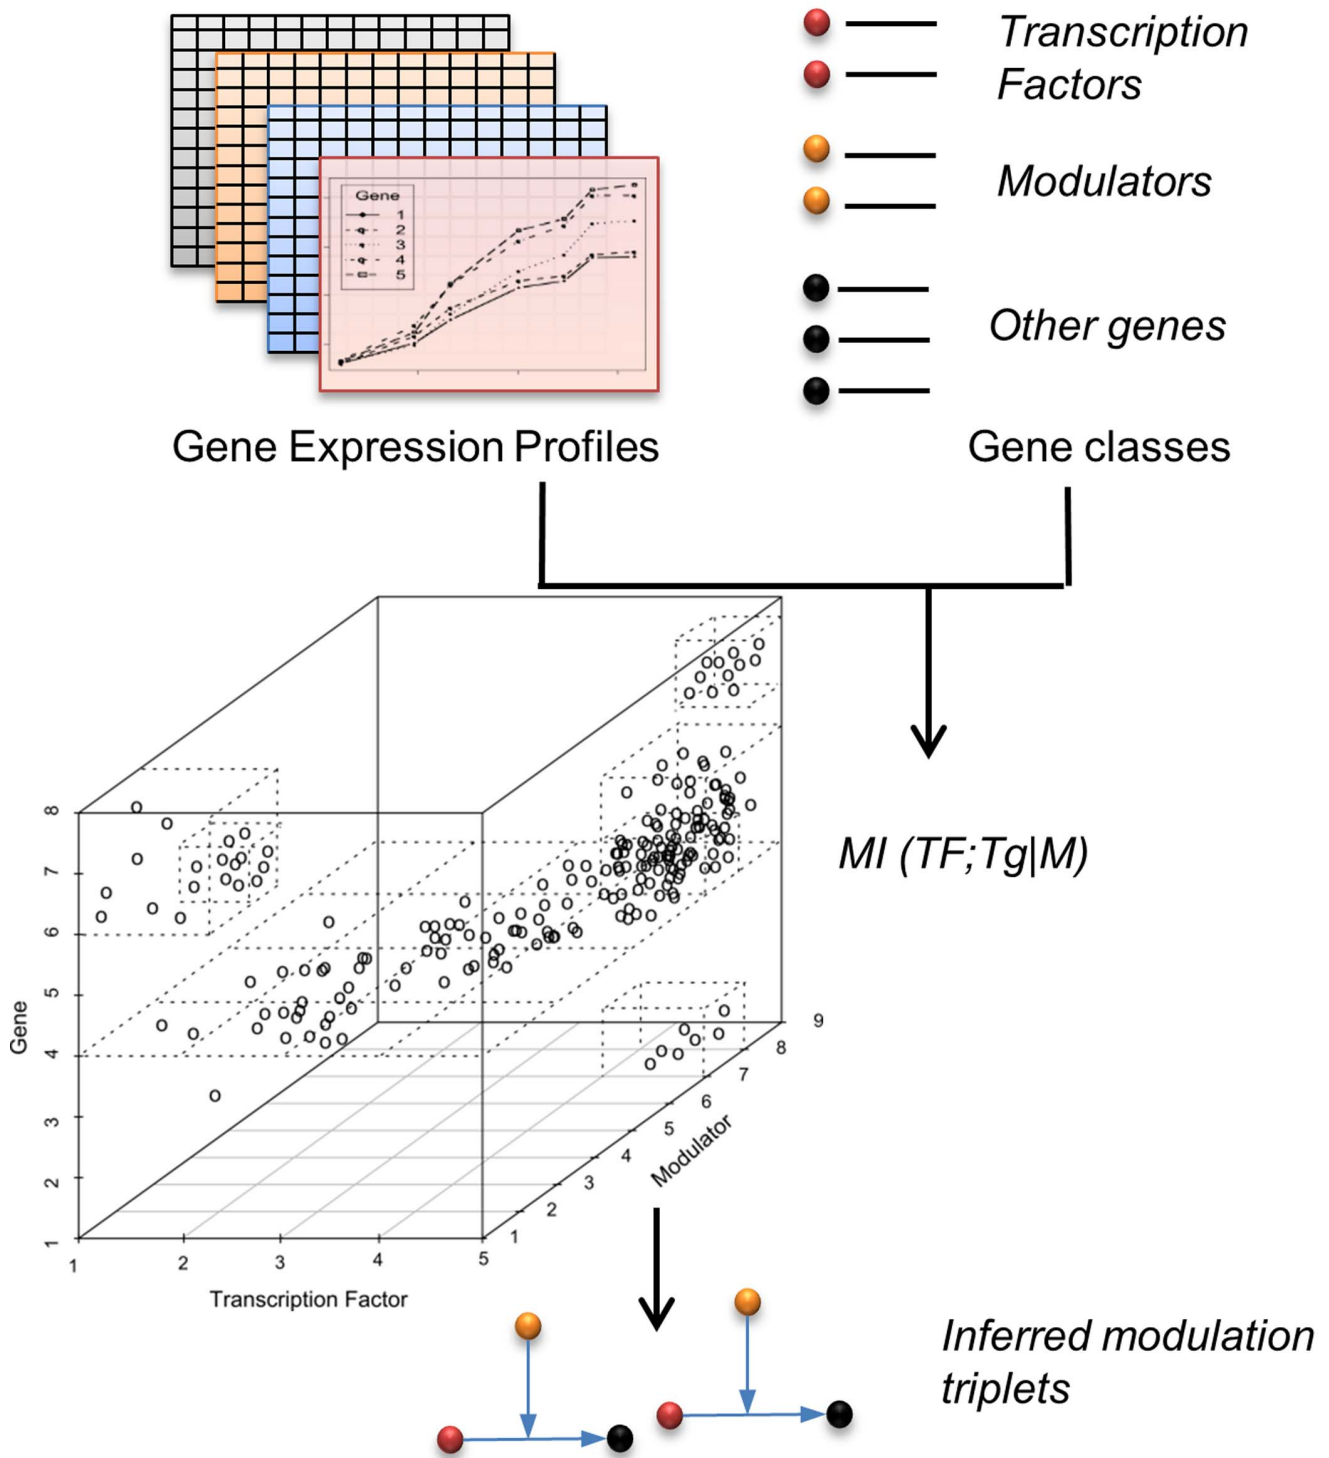 Transcription
Factors
Modulators
Other genes
Gene
1
2
3
4
5
Gene Expression Profiles
Gene classes
MI (TF;Tg|M)
8
7
6
5
4
3
2
1
Gene
1
2
3
4
5
Transcription Factor
1
2
3
4
5
6
7
8
9
Modulator
Inferred modulation
triplets